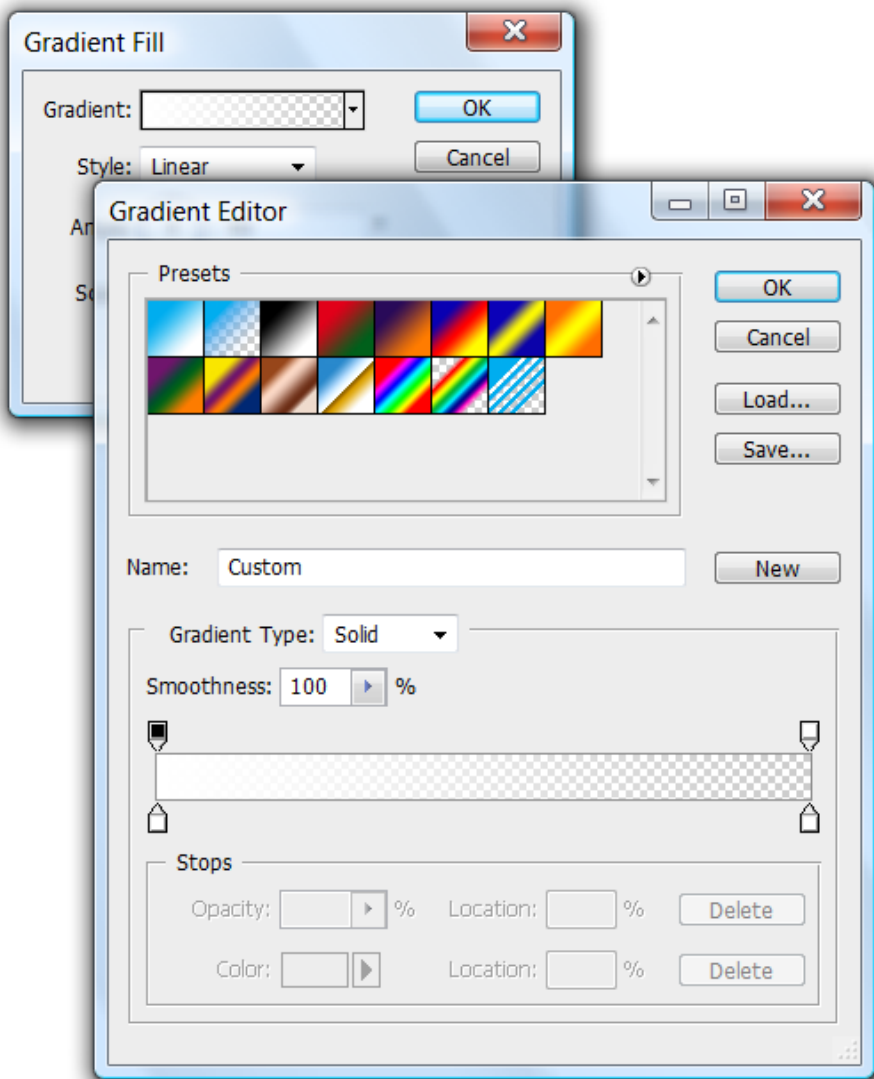 Gradient Fill
Gradient:
OK
Style: Linear
Cancel
Gradient Editor
Presets
OK
Cancel
Load...
Save...
Name: Custom
New
Gradient Type: Solid
Smoothness: 100 %
Stops
Opacity: % Location: % Delete
Color: Location: % Delete